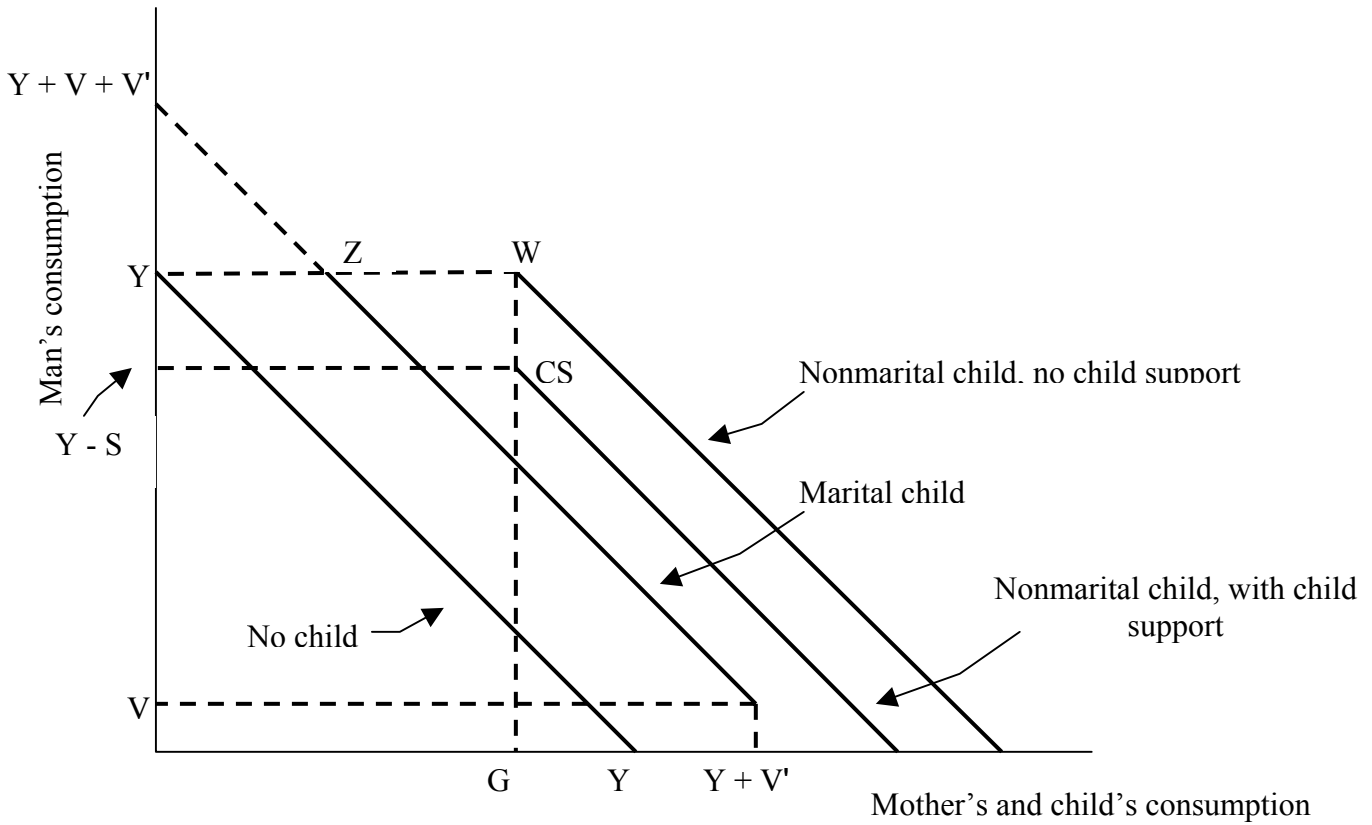 Y + V + V'
Man's consumption
Z
W
Y
CS
Nonmarital child, no child support
Y - S
Marital child
Nonmarital child, with child
support
No child
V
G
Y
Y + V'
Mother's and child's consumption